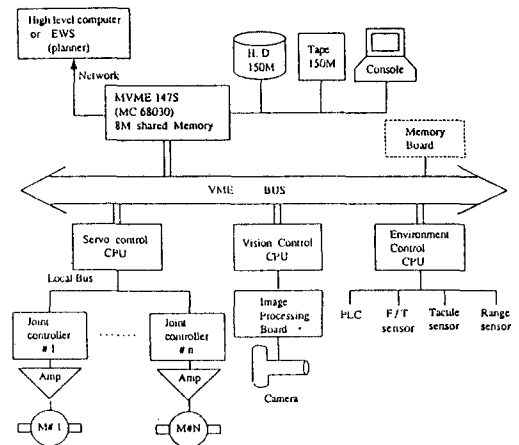 High level computer
or EWS
(planner)
Network
H. D
150M
Tape
150M
Console
MVME 147S
(MC 68030)
8M shared Memory
Memory
Board
VME BUS
Servo control
CPU
Vision Control
CPU
Environment
Control
CPU
Local Bus
Joint
controller
# 1
Joint
controller
# n
Image
Processing
Board
PLC
F / T
sensor
Tactule
sensor
Range
sensor
Amp
Amp
Camera
M# 1
M#N